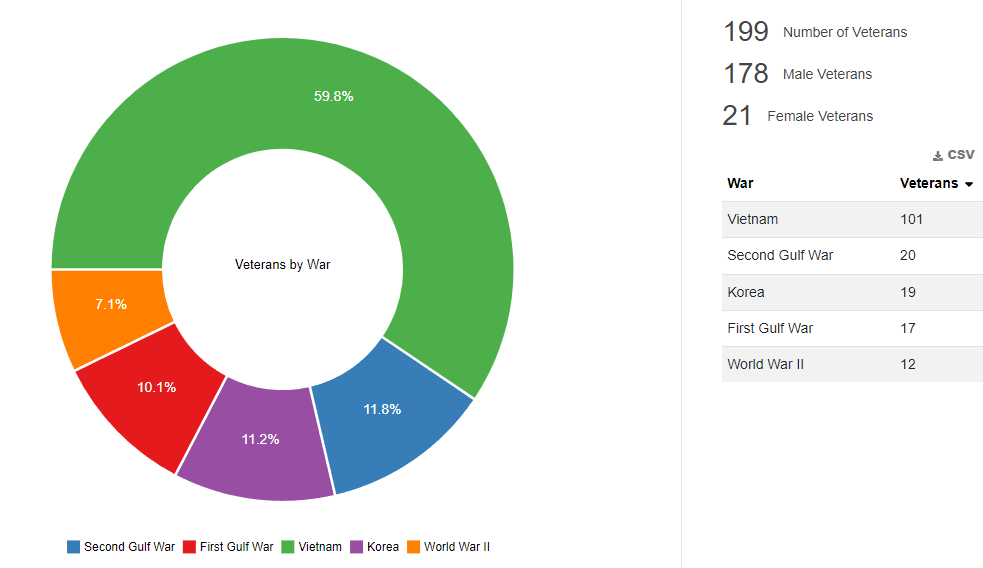 59.8%
Veterans by War
7.1%
10.1%
11.2%
11.8%
Second Gulf War First Gulf War Vietnam Korea World War II
199 Number of Veterans
178 Male Veterans
21 Female Veterans
CSV
War Veterans
Vietnam 101
Second Gulf War 20
Korea 19
First Gulf War 17
World War II 12